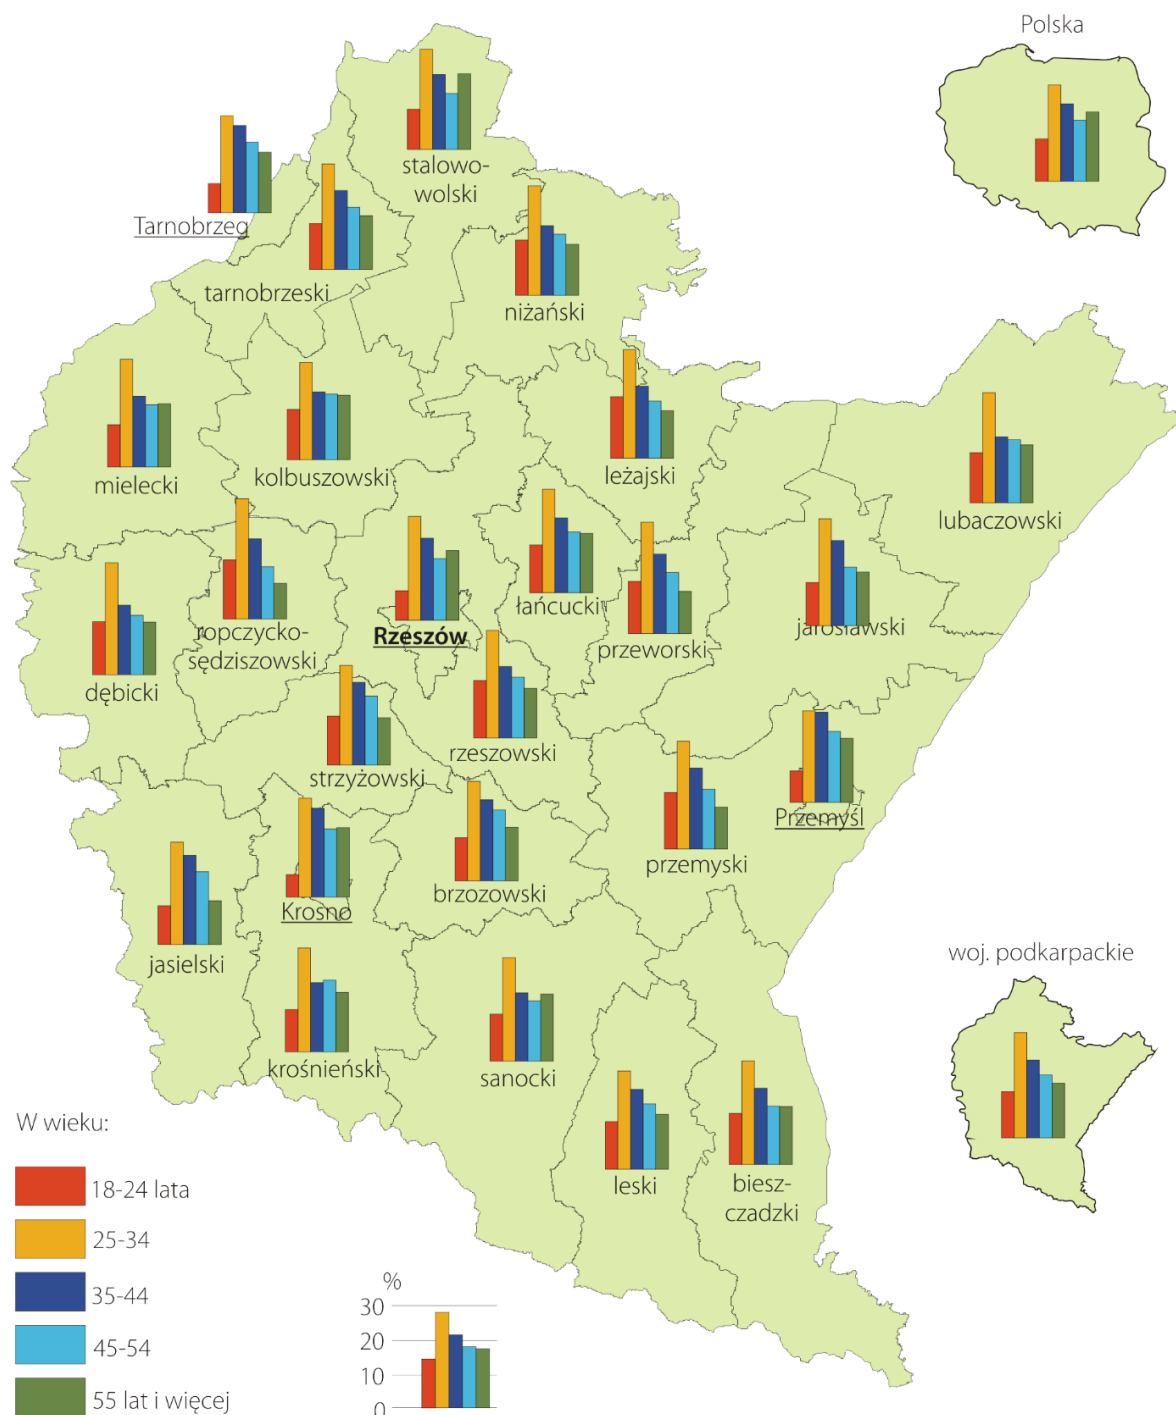 Polska
stalowo-
wolski
Tarnobrzeg
tarnobrzeski
niżański
mielecki
kolbuszowski
leżajski
lubaczowski
ropczycko-
sędziszowski
Rzeszów
łańcucki
przeworski
jarosławski
dębicki
rzeszowski
strzyżowski
Przemyśl
przemyski
brzozowski
Krosno
jasielski
krośnieński
sanocki
leski
biesz-
czadzki
woj. podkarpackie
W wieku:
18-24 lata
25-34
35-44
45-54
55 lat i więcej
%
30
20
10
0